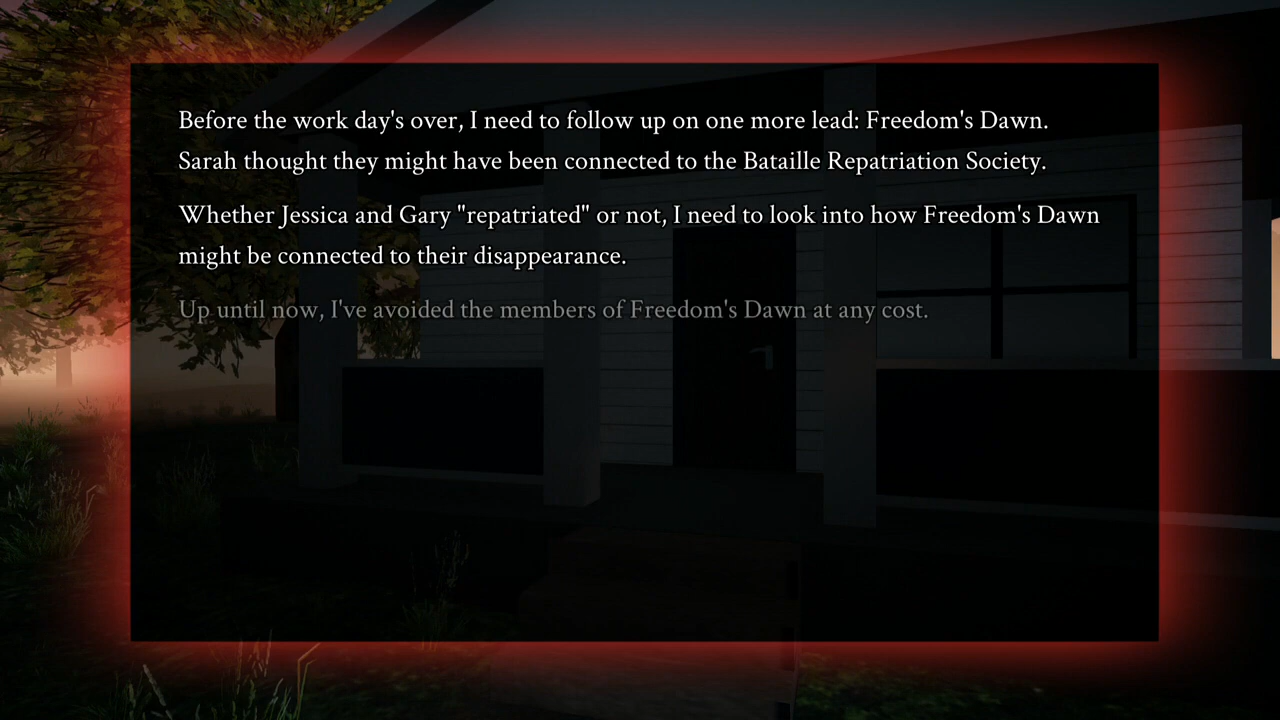 Before the work day's over, I need to follow up on one more lead: Freedom's Dawn.
Sarah thought they might have been connected to the Bataille Repatriation Society.
Whether Jessica and Gary "repatriated" or not, I need to look into how Freedom's Dawn
might be connected to their disappearance.
Up until now, I've avoided the members of Freedom's Dawn at any cost.